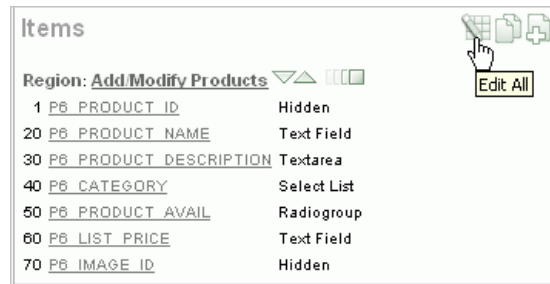 Items
Edit All
Region: Add/Modify Products
1 P6_PRODUCT_ID Hidden
20 P6_PRODUCT_NAME Text Field
30 P6_PRODUCT_DESCRIPTION Textarea
40 P6_CATEGORY Select List
50 P6_PRODUCT_AVAIL Radiogroup
60 P6_LIST_PRICE Text Field
70 P6_IMAGE_ID Hidden